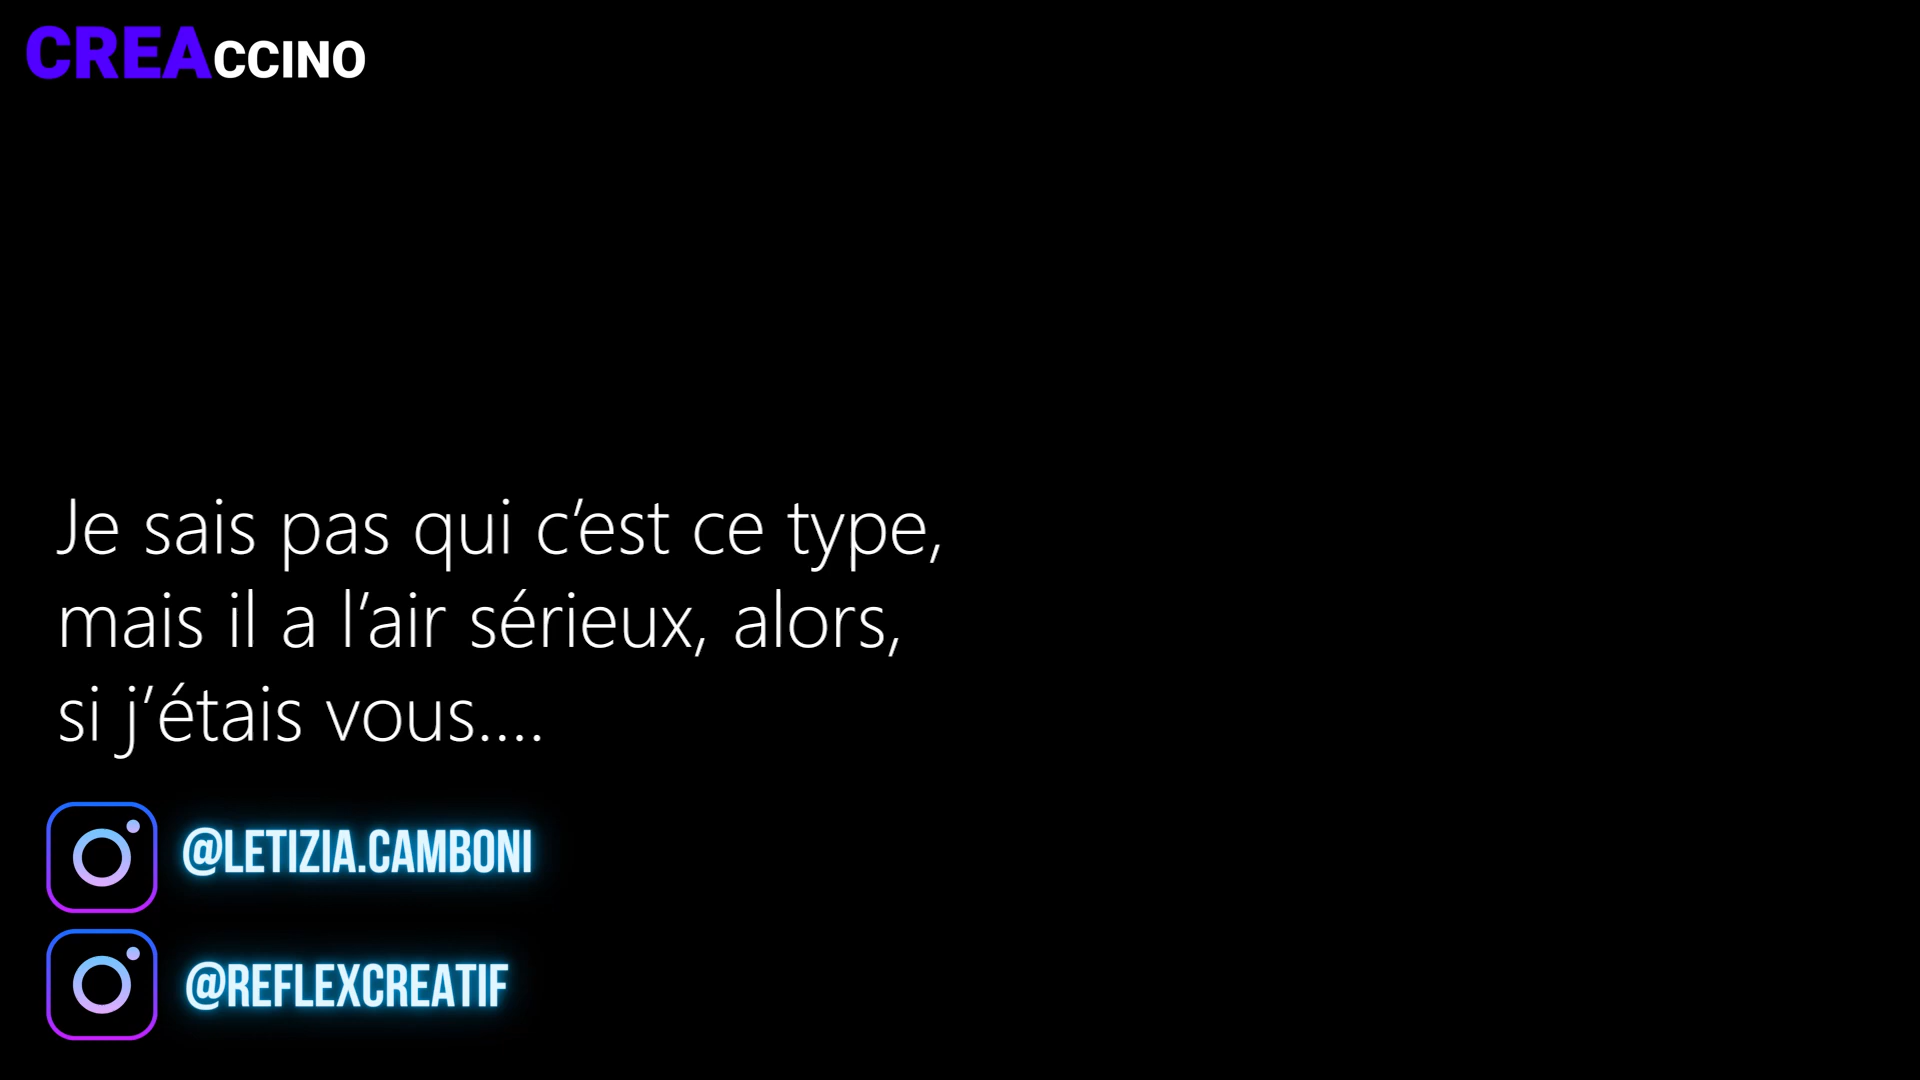 CREACCINO
Je sais pas qui c’est ce type,
mais il a l’air sérieux, alors,
si j’étais vous....
@LETIZIA.CAMBONI
@REFLEXCREATIF